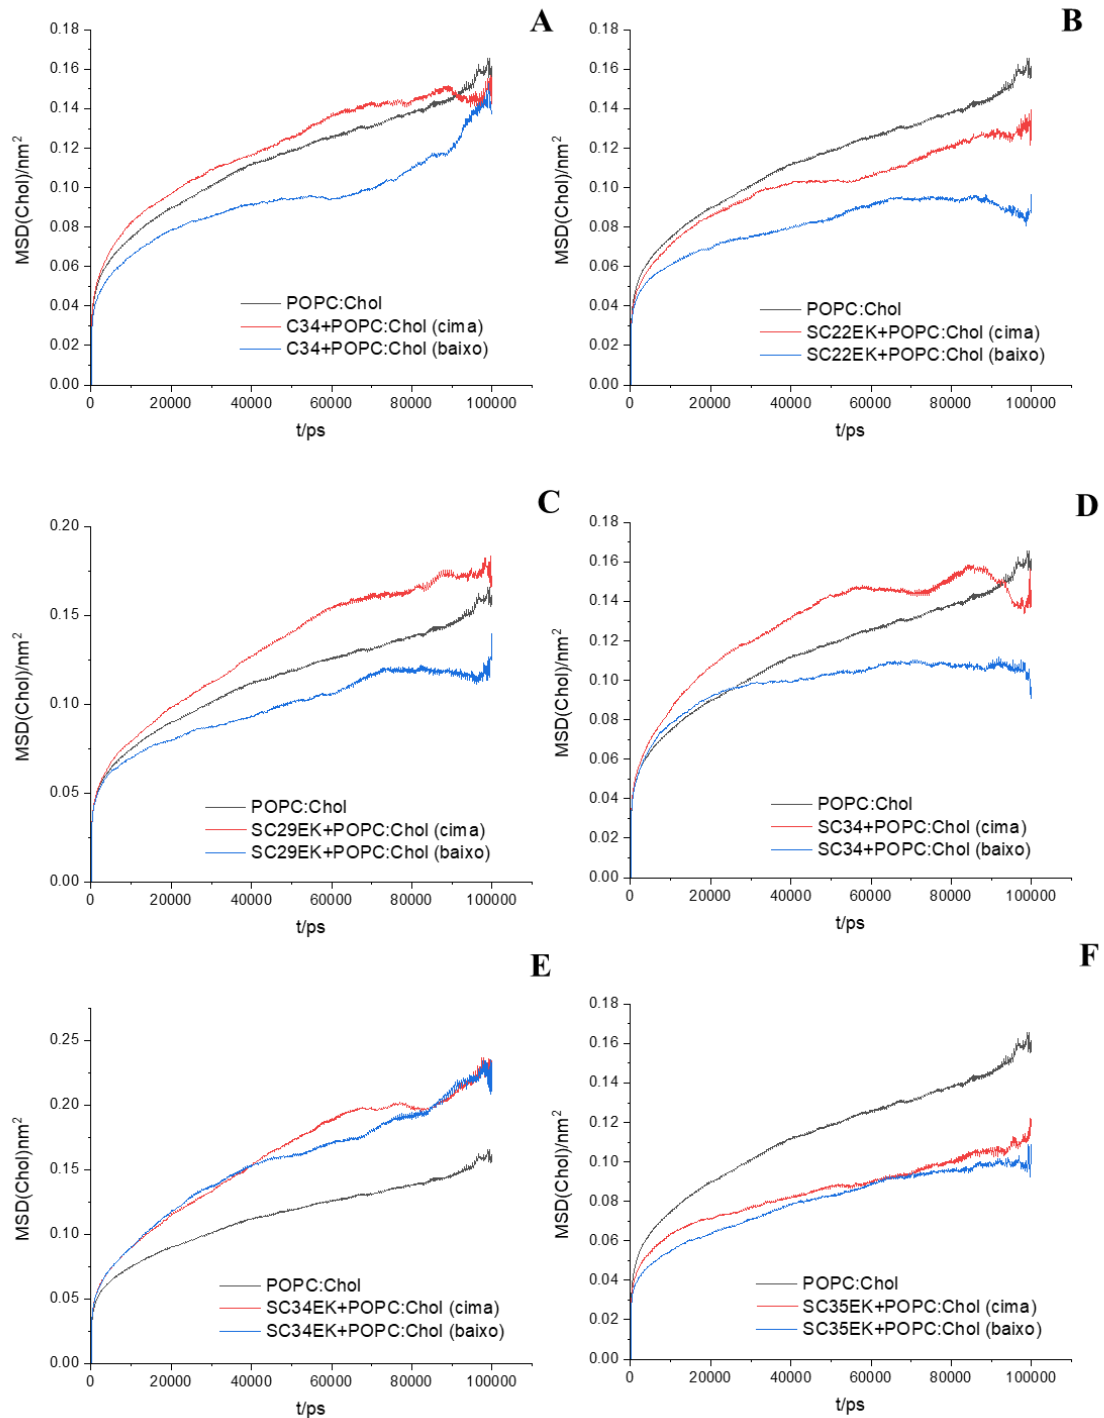 A
0.18
0.16
0.14
0.12
0.10
0.08
0.06
0.04
0.02
0.00
MSD(Chol)/nm²
POPC:Chol
C34+POPC:Chol (cima)
C34+POPC:Chol (baixo)
0 20000 40000 60000 80000 100000
t/ps
B
0.18
0.16
0.14
0.12
0.10
0.08
0.06
0.04
0.02
0.00
MSD(Chol)/nm²
POPC:Chol
SC22EK+POPC:Chol (cima)
SC22EK+POPC:Chol (baixo)
0 20000 40000 60000 80000 100000
t/ps
C
0.20
0.15
0.10
0.05
0.00
MSD(Chol)/nm²
POPC:Chol
SC29EK+POPC:Chol (cima)
SC29EK+POPC:Chol (baixo)
0 20000 40000 60000 80000 100000
t/ps
D
0.18
0.16
0.14
0.12
0.10
0.08
0.06
0.04
0.02
0.00
MSD(Chol)/nm²
POPC:Chol
SC34+POPC:Chol (cima)
SC34+POPC:Chol (baixo)
0 20000 40000 60000 80000 100000
t/ps
E
0.25
0.20
0.15
0.10
0.05
0.00
MSD(Chol)nm²
POPC:Chol
SC34EK+POPC:Chol (cima)
SC34EK+POPC:Chol (baixo)
0 20000 40000 60000 80000 100000
t/ps
F
0.18
0.16
0.14
0.12
0.10
0.08
0.06
0.04
0.02
0.00
MSD(Chol)/nm²
POPC:Chol
SC35EK+POPC:Chol (cima)
SC35EK+POPC:Chol (baixo)
0 20000 40000 60000 80000 100000
t/ps